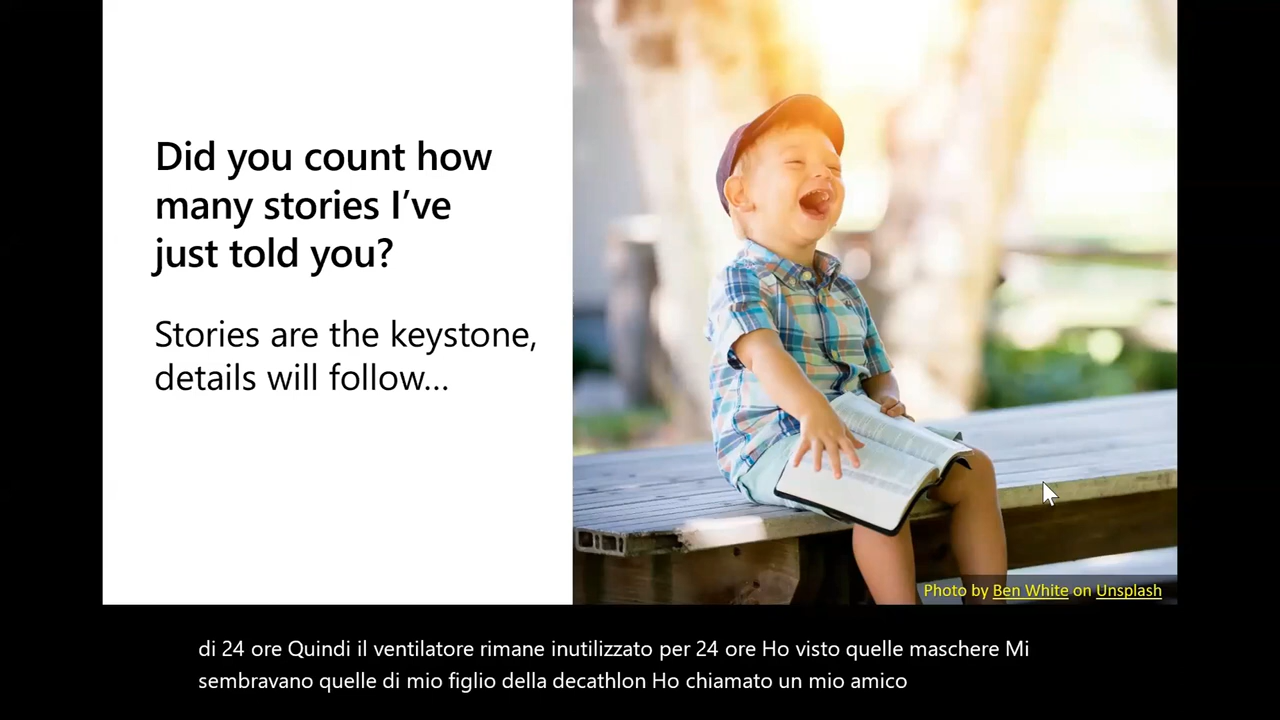 Did you count how
many stories I’ve
just told you?
Stories are the keystone,
details will follow...
Photo by Ben White on Unsplash
di 24 ore Quindi il ventilatore rimane inutilizzato per 24 ore Ho visto quelle maschere Mi
sembravano quelle di mio figlio della decathlon Ho chiamato un mio amico